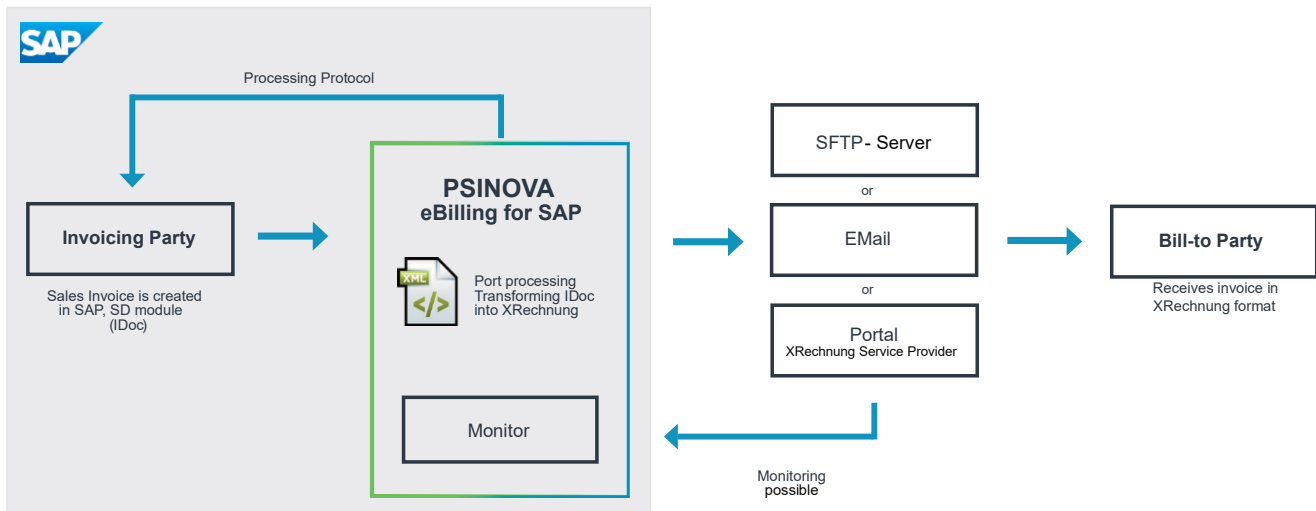 SAP
Processing Protocol
Invoicing Party
Sales Invoice is created
in SAP, SD module
(IDoc)
PSINOVA
eBilling for SAP
XML
</>
Port processing
Transforming IDoc
into XRechnung
Monitor
SFTP- Server
or
EMail
or
Portal
XRechnung Service Provider
Monitoring
possible
Bill-to Party
Receives invoice in
XRechnung format